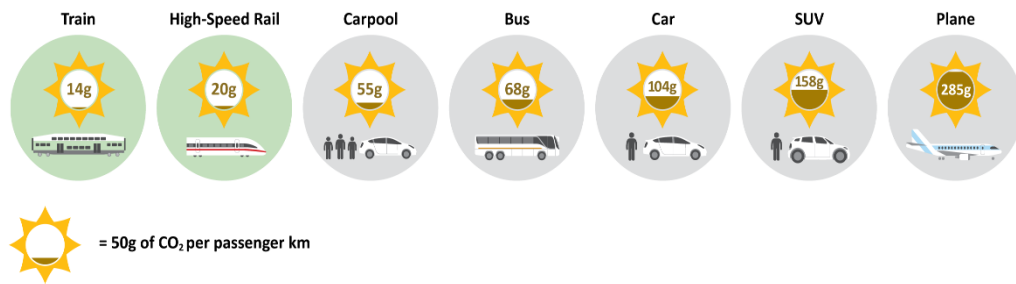 Train
High-Speed Rail
Carpool
Bus
Car
SUV
Plane
14g
20g
55g
68g
104g
158g
285g
= 50g of CO₂ per passenger km